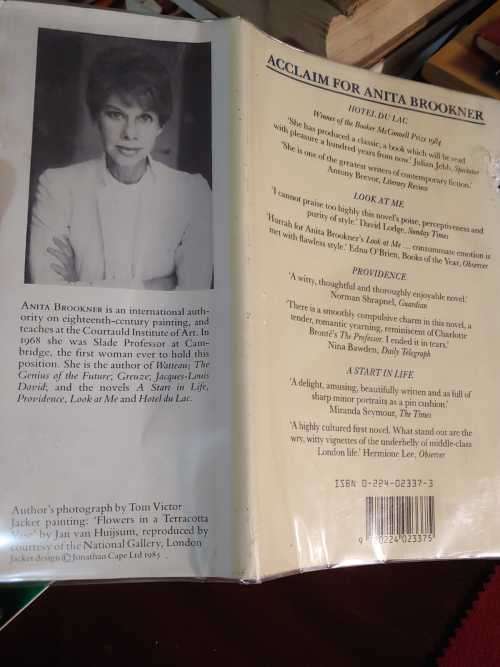 ANITA BROOKNER is an international auth-
ority on eighteenth-century painting, and
teaches at the Courtauld Institute of Art. In
1968 she was Slade Professor at Cam-
bridge, the first woman ever to hold this
position. She is the author of Watteau; The
Genius of the Future; Greuze; Jacques-Louis
David; and the novels A Start in Life,
Providence, Look at Me and Hotel du Lac.
Author's photograph by Tom Victor
Jacket painting: 'Flowers in a Terracotta
Vase' by Jan van Huijsum, reproduced by
courtesy of the National Gallery, London
Jacket design © Jonathan Cape Ltd 1985
ACCLAIM FOR ANITA BROOKNER
HOTEL DU LAC
Winner of the Booker McConnell Prize 1984
'She has produced a classic, a book which will be read
with pleasure a hundred years from now.' Julian Jebb, Spectator
'She is one of the greatest writers of contemporary fiction.'
Antony Beevor, Literary Review
LOOK AT ME
'I cannot praise too highly this novel's poise, perceptiveness and
purity of style.' David Lodge, Sunday Times
'Hurrah for Anita Brookner's Look at Me ... consummate emotion is
met with flawless style.' Edna O'Brien, Books of the Year, Observer
PROVIDENCE
'A witty, thoughtful and thoroughly enjoyable novel.'
Norman Shrapnel, Guardian
'There is a smoothly compulsive charm in this novel, a
tender, romantic yearning, reminiscent of Charlotte
Brontë's The Professor. I ended it in tears.'
Nina Bawden, Daily Telegraph
A START IN LIFE
'A delight, amusing, beautifully written and as full of
sharp minor portraits as a pin cushion.'
Miranda Seymour, The Times
'A highly cultured first novel. What stand out are the
wry, witty vignettes of the underbelly of middle-class
London life.' Hermione Lee, Observer
ISBN 0-224-02337-3
9 780224 023375